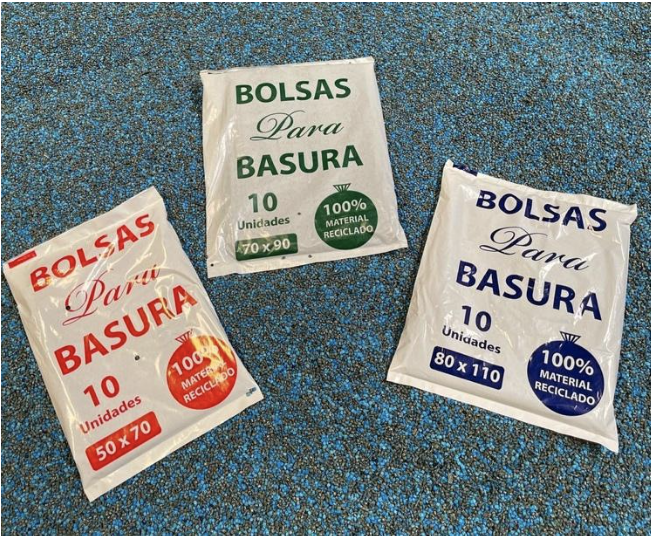 BOLSAS
Para
BASURA
10
Unidades
70 x 90
100%
MATERIAL
RECICLADO
BOLSAS
Para
BASURA
10
Unidades
50 x 70
100%
MATERIAL
RECICLADO
BOLSAS
Para
BASURA
10
Unidades
80 x 110
100%
MATERIAL
RECICLADO